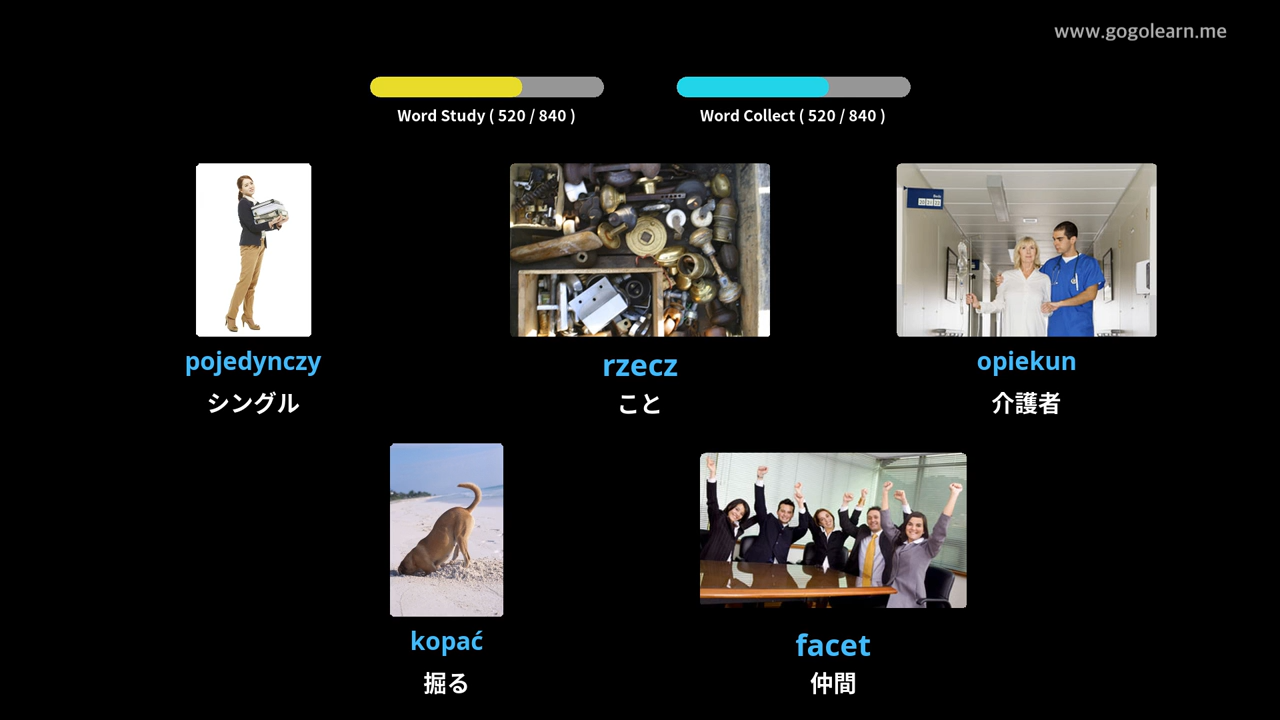 www.gogolearn.me
Word Study ( 520 / 840 )
Word Collect ( 520 / 840 )
pojedynczy
シングル
rzecz
こと
opiekun
介護者
kopać
掘る
facet
仲間